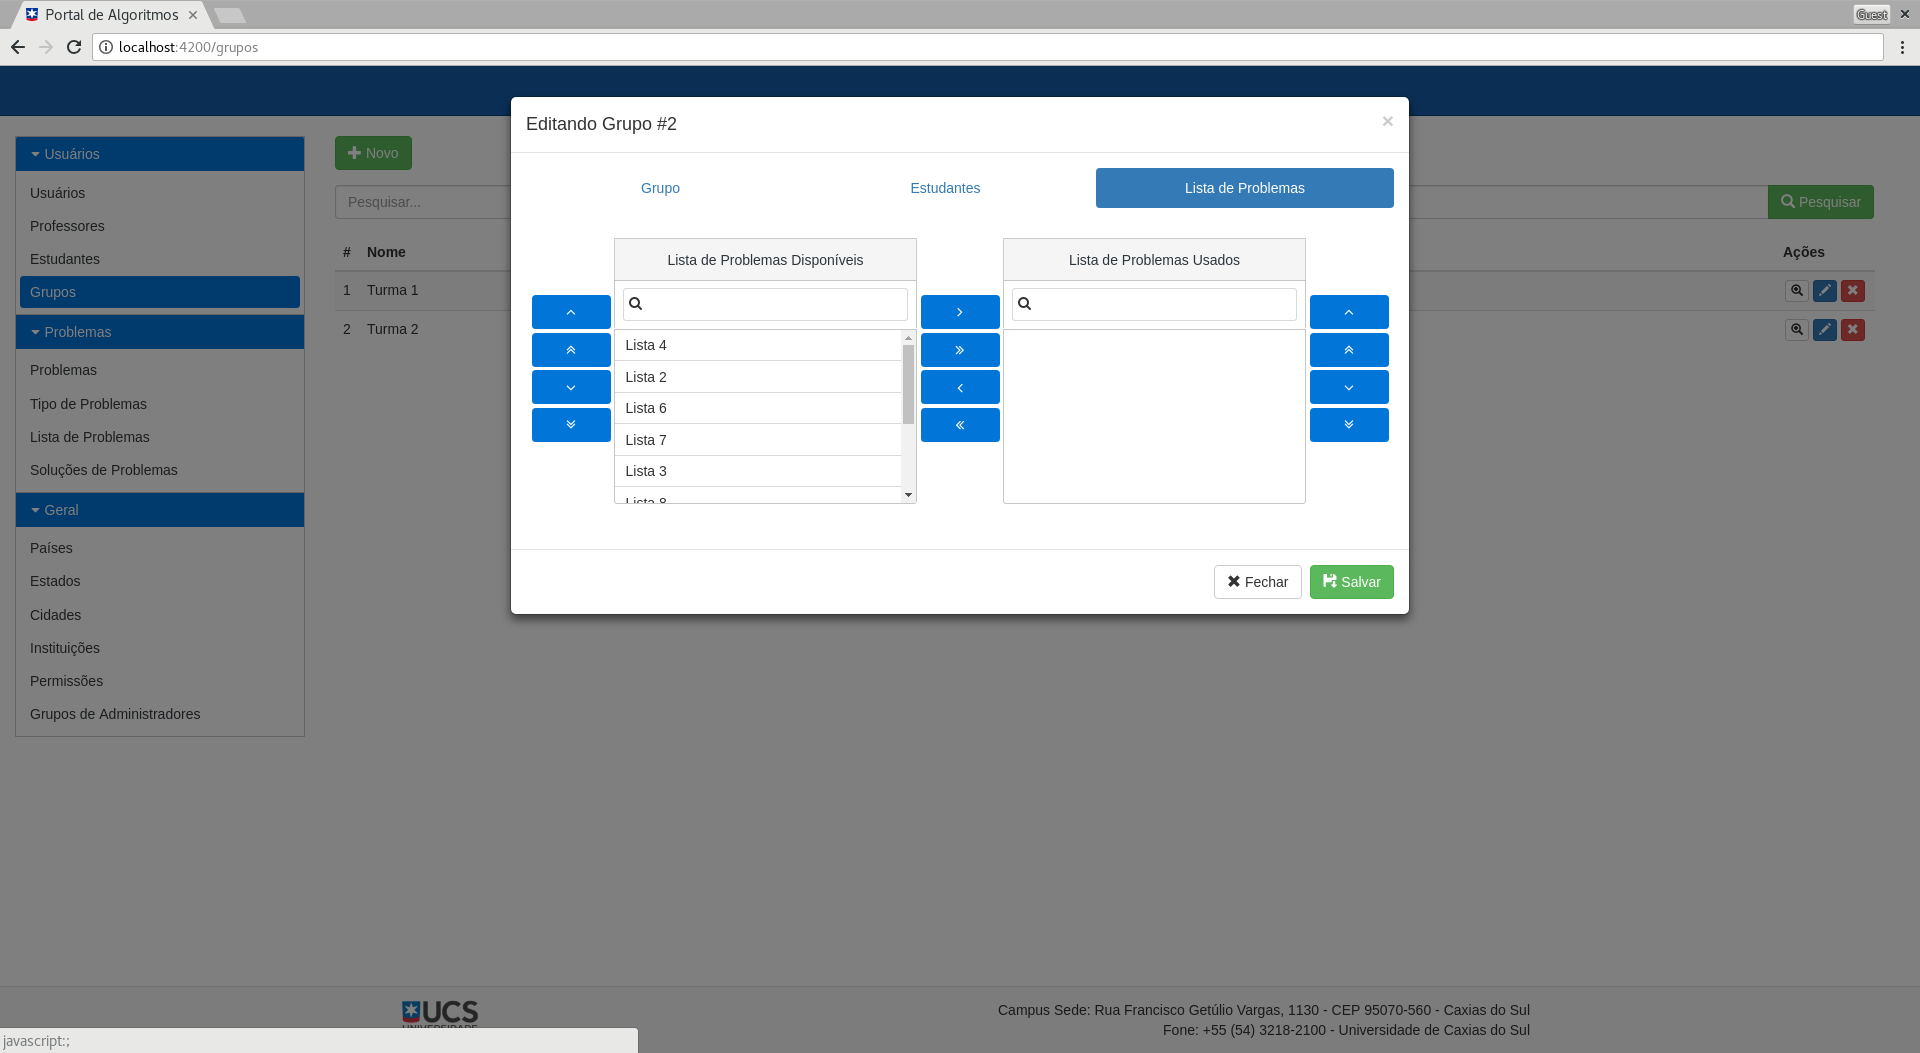 Portal de Algoritmos
Guest
localhost:4200/grupos
Editando Grupo #2
Usuários
Usuários
Professores
Estudantes
Grupos
Problemas
Problemas
Tipo de Problemas
Lista de Problemas
Soluções de Problemas
Geral
Países
Estados
Cidades
Instituições
Permissões
Grupos de Administradores
Novo
Pesquisar...
Pesquisar
# Nome Ações
1 Turma 1
2 Turma 2
Grupo Estudantes Lista de Problemas
Lista de Problemas Disponíveis
Lista 4
Lista 2
Lista 6
Lista 7
Lista 3
Lista 8
Lista de Problemas Usados
Fechar Salvar
UCS
UNIVERSIDADE
Campus Sede: Rua Francisco Getúlio Vargas, 1130 - CEP 95070-560 - Caxias do Sul
Fone: +55 (54) 3218-2100 - Universidade de Caxias do Sul
javascript:;